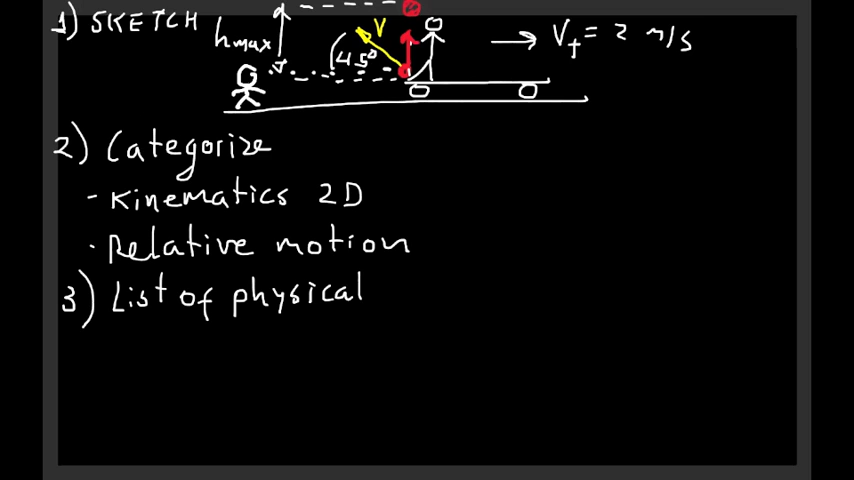 1) SKETCH
hmax
45°
V
Vt = 2 m/s
2) Categorize
- Kinematics 2D
- Relative motion
3) List of physical